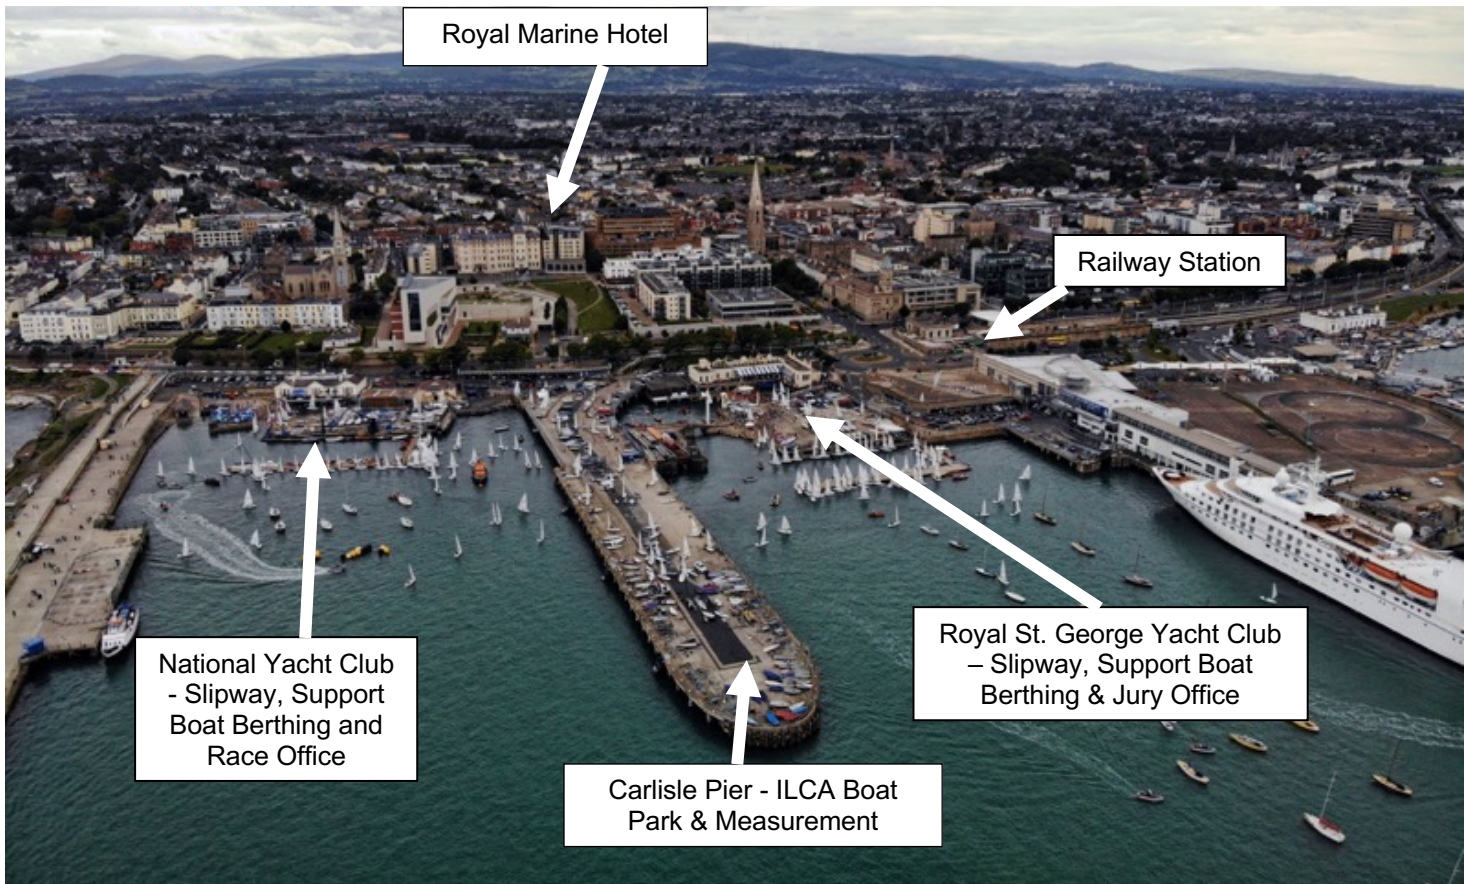 Royal Marine Hotel
Railway Station
National Yacht Club
- Slipway, Support
Boat Berthing and
Race Office
Royal St. George Yacht Club
– Slipway, Support Boat
Berthing & Jury Office
Carlisle Pier - ILCA Boat
Park & Measurement